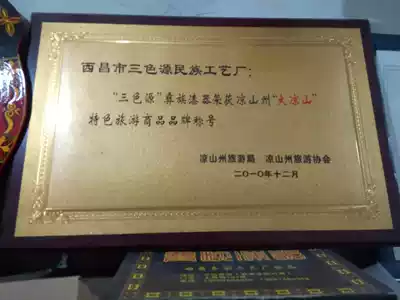 西昌市三色源民族工艺厂：
“三色源”彝族漆器荣获凉山州“大凉山”
特色旅游商品品牌称号
凉山州旅游局 凉山州旅游协会
二〇一〇年十二月